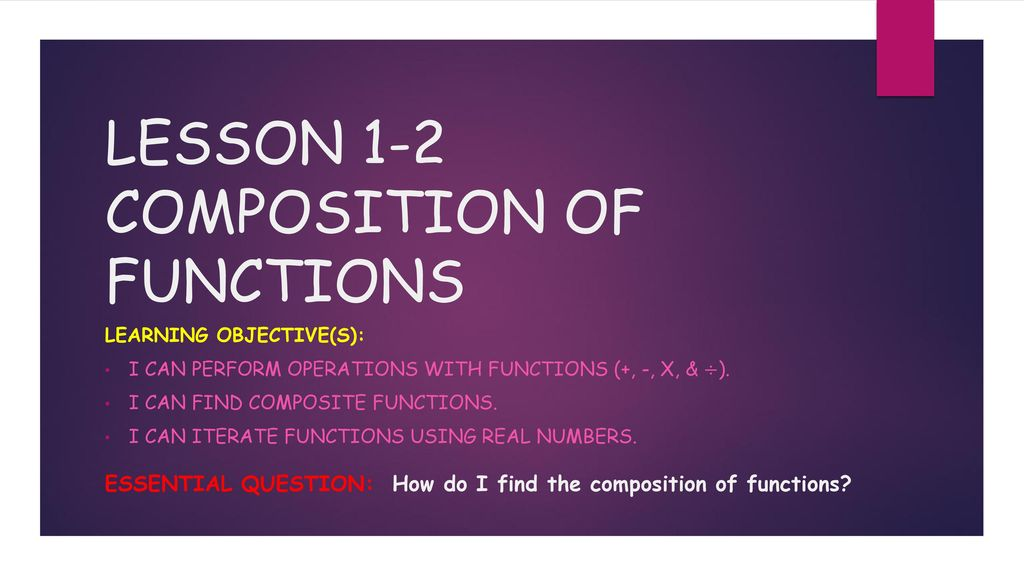 LESSON 1-2
COMPOSITION OF
FUNCTIONS
LEARNING OBJECTIVE(S):
• I CAN PERFORM OPERATIONS WITH FUNCTIONS (+, -, X, & ÷).
• I CAN FIND COMPOSITE FUNCTIONS.
• I CAN ITERATE FUNCTIONS USING REAL NUMBERS.
ESSENTIAL QUESTION: How do I find the composition of functions?